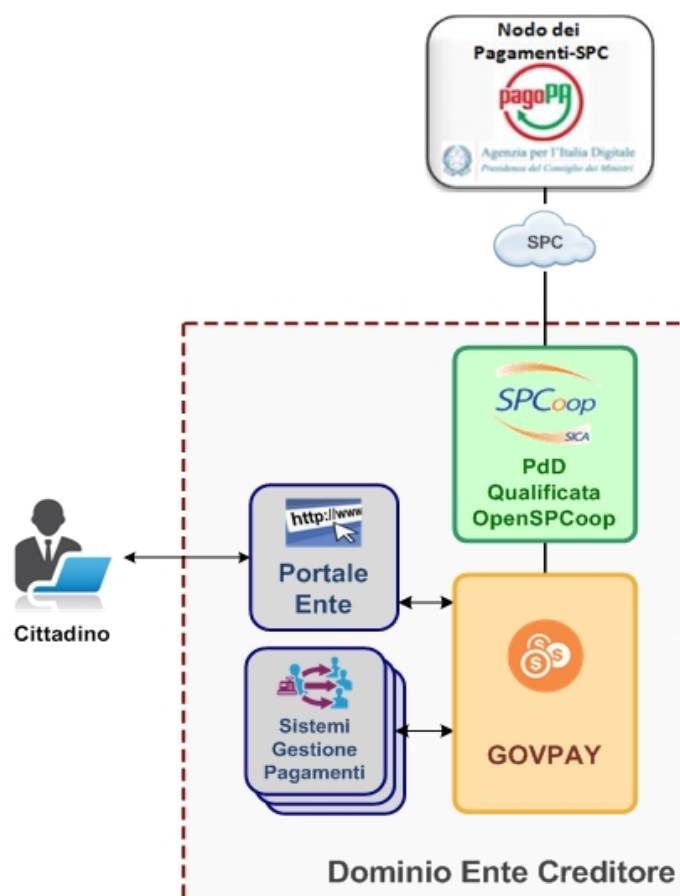 Nodo dei
Pagamenti-SPC
pagoPA
Agenzia per l'Italia Digitale
Presidenza del Consiglio dei Ministri
SPC
SPCoop
SICA
PdD
Qualificata
OpenSPCoop
http://www
Portale
Ente
Cittadino
Sistemi
Gestione
Pagamenti
GOVPAY
Dominio Ente Creditore